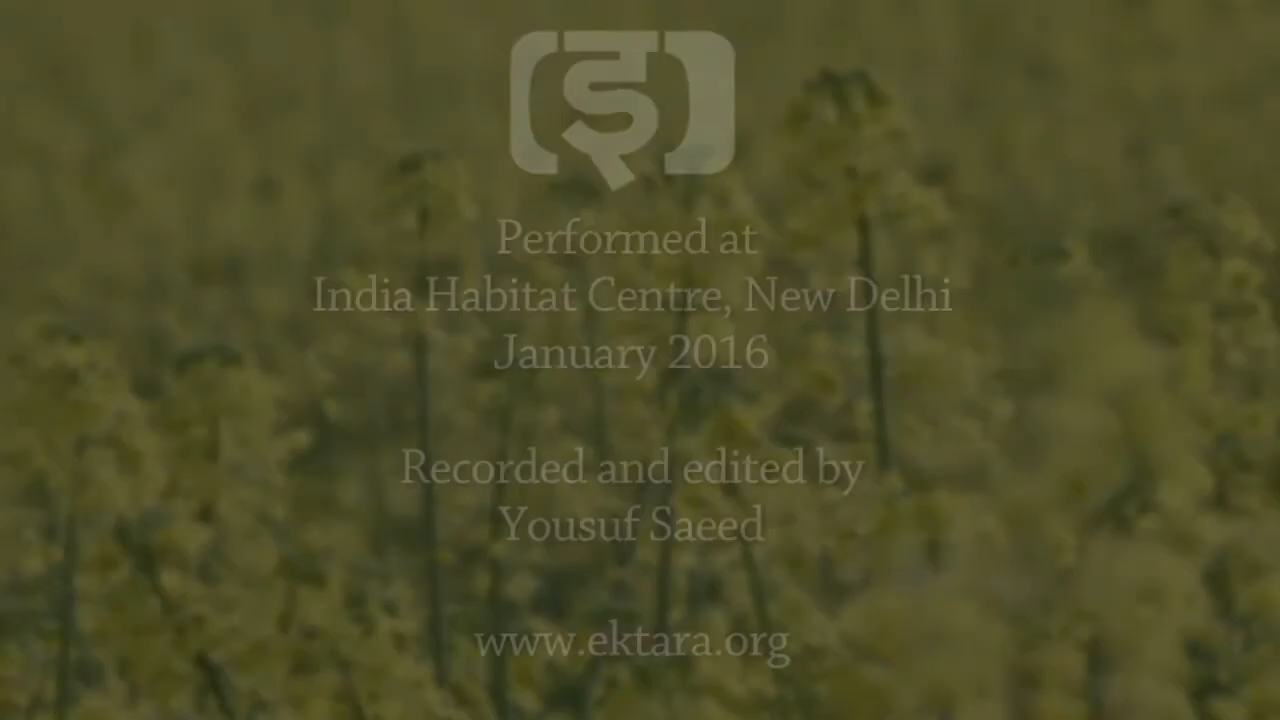 Performed at
India Habitat Centre, New Delhi
January 2016
Recorded and edited by
Yousuf Saeed
www.ektara.org